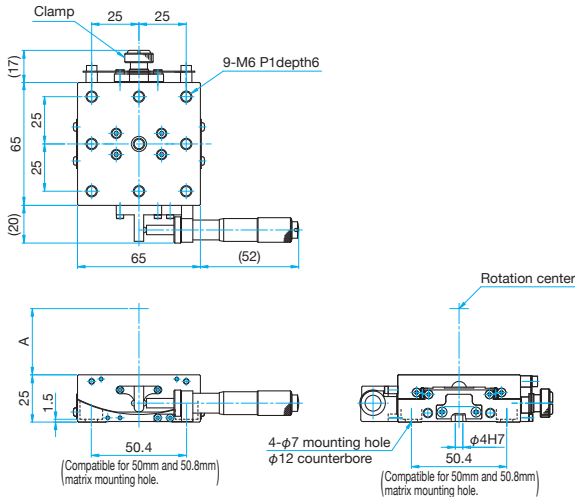 Clamp
25
25
(17)
9-M6 P1depth6
25
65
25
(20)
65
(52)
Rotation center
A
25
1.5
50.4
(Compatible for 50mm and 50.8mm)
matrix mounting hole.
4-φ7 mounting hole
φ12 counterbore
φ4H7
50.4
(Compatible for 50mm and 50.8mm)
matrix mounting hole.